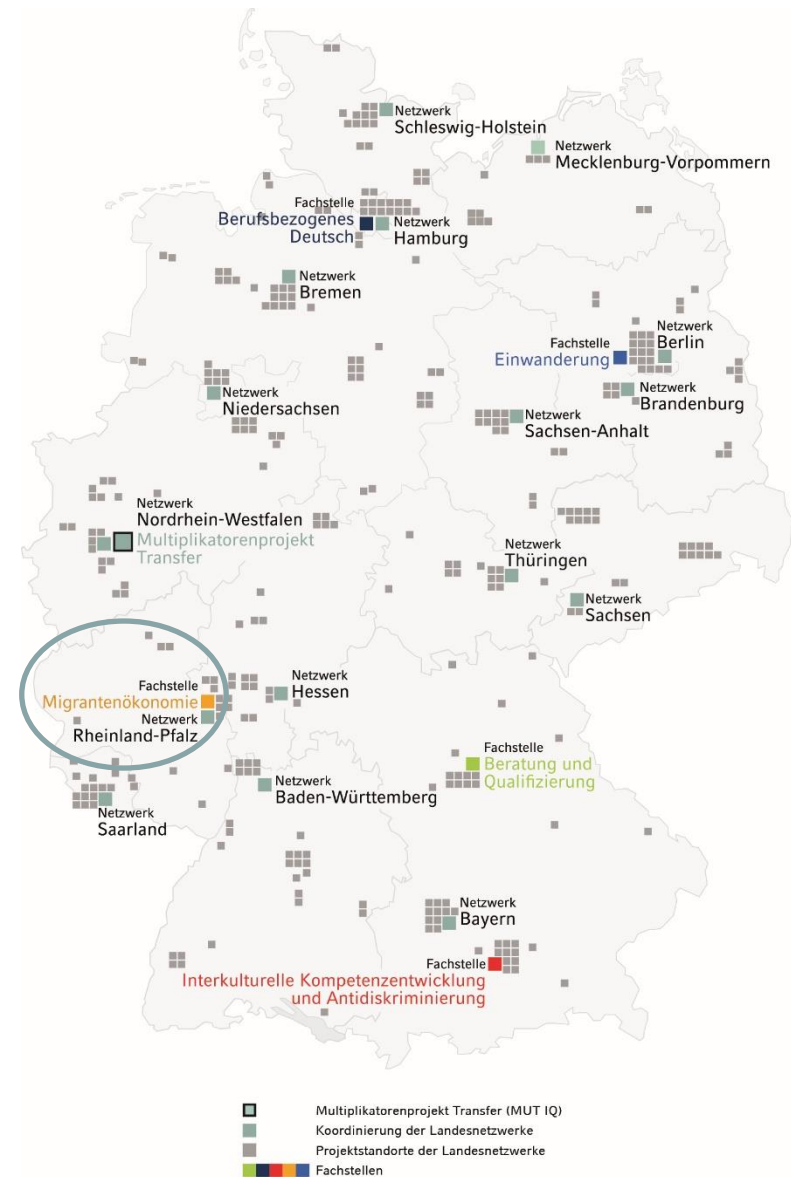 Netzwerk
Schleswig-Holstein
Netzwerk
Mecklenburg-Vorpommern
Fachstelle
Berufsbezogenes
Deutsch
Netzwerk
Hamburg
Netzwerk
Bremen
Netzwerk
Berlin
Fachstelle
Einwanderung
Netzwerk
Niedersachsen
Netzwerk
Brandenburg
Netzwerk
Sachsen-Anhalt
Netzwerk
Nordrhein-Westfalen
Multiplikatorenprojekt
Transfer
Netzwerk
Thüringen
Netzwerk
Sachsen
Fachstelle
Migrantenökonomie
Netzwerk
Rheinland-Pfalz
Netzwerk
Hessen
Fachstelle
Beratung und
Qualifizierung
Netzwerk
Baden-Württemberg
Netzwerk
Saarland
Netzwerk
Bayern
Fachstelle
Interkulturelle Kompetenzentwicklung
und Antidiskriminierung
Multiplikatorenprojekt Transfer (MUT IQ)
Koordinierung der Landesnetzwerke
Projektstandorte der Landesnetzwerke
Fachstellen